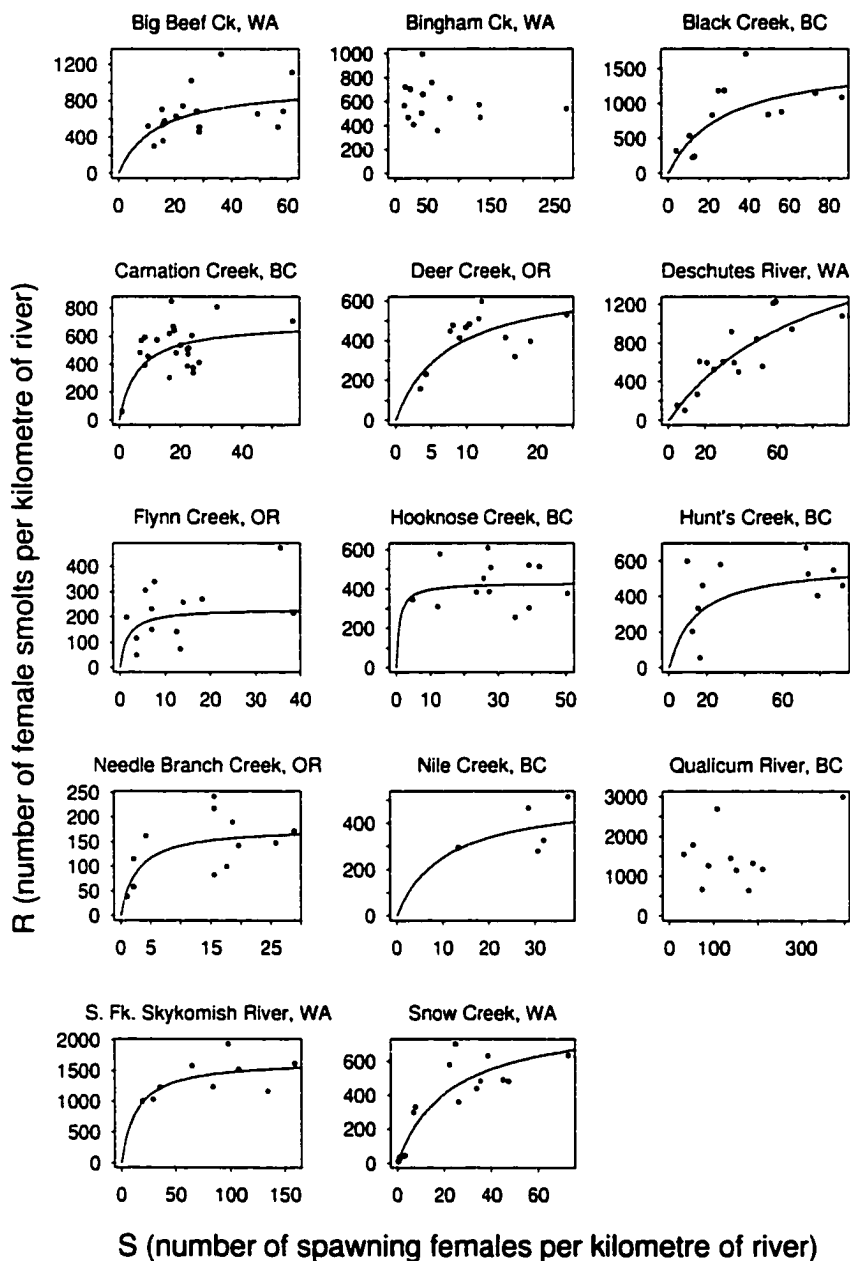 Big Beef Ck, WA
Bingham Ck, WA
Black Creek, BC
1200
800
400
0
0 20 40 60
1000
800
600
400
200
0
0 50 150 250
1500
1000
500
0
0 20 40 60 80
Carnation Creek, BC
Deer Creek, OR
Deschutes River, WA
800
600
400
200
0
0 20 40
600
400
200
0
0 5 10 20
1200
800
400
0
0 20 60
Flynn Creek, OR
Hooknose Creek, BC
Hunt's Creek, BC
400
300
200
100
0
0 10 20 30 40
600
400
200
0
0 10 30 50
600
400
200
0
0 20 60
Needle Branch Creek, OR
Nile Creek, BC
Qualicum River, BC
250
200
150
100
50
0
0 5 15 25
400
200
0
0 10 20 30
3000
2000
1000
0
100 300
S. Fk. Skykomish River, WA
Snow Creek, WA
2000
1500
1000
500
0
0 50 100 150
600
400
200
0
0 20 40 60
R (number of female smolts per kilometre of river)
S (number of spawning females per kilometre of river)